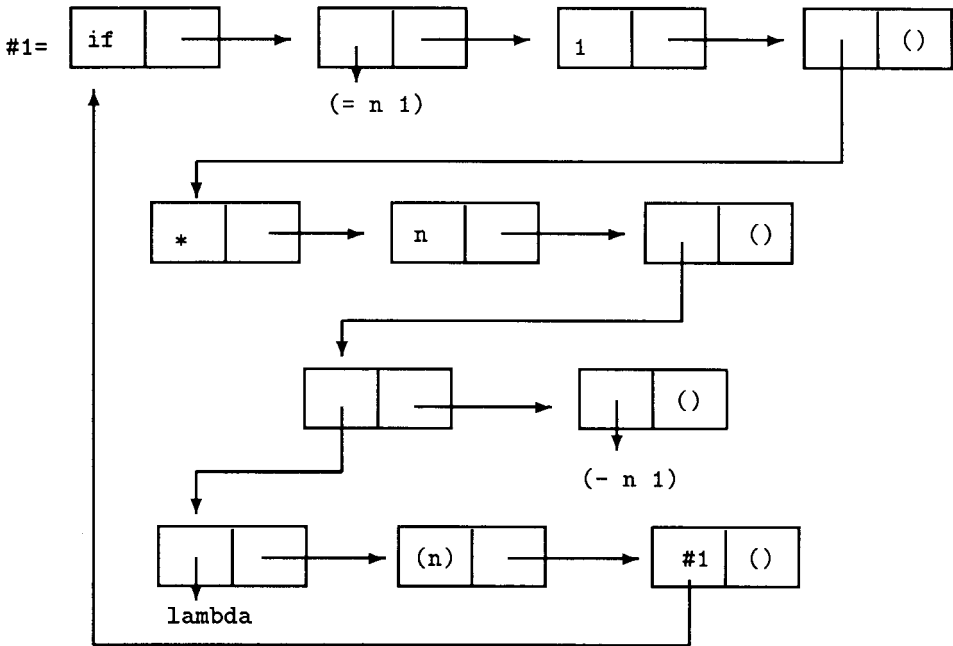 #1= if 1 ()
(= n 1)
* n ()
()
(- n 1)
(n) #1 ()
lambda